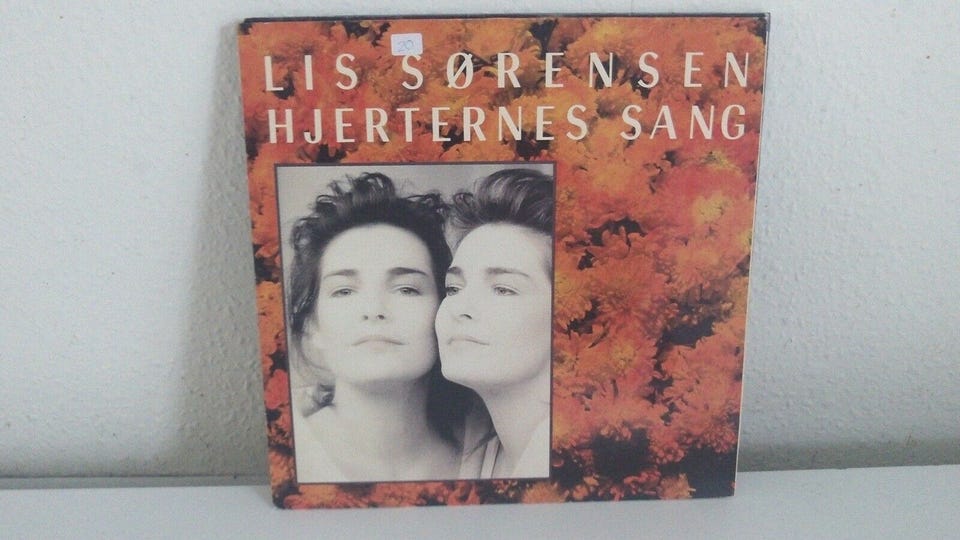 20
LIS SØRENSEN
HJERTERNES SANG